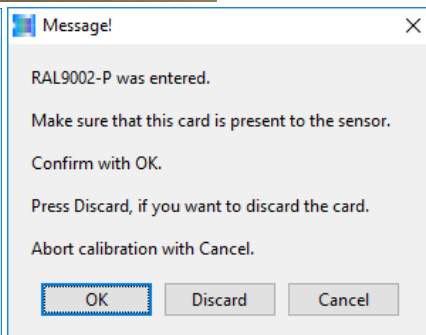 Message!
RAL9002-P was entered.
Make sure that this card is present to the sensor.
Confirm with OK.
Press Discard, if you want to discard the card.
Abort calibration with Cancel.
OK Discard Cancel